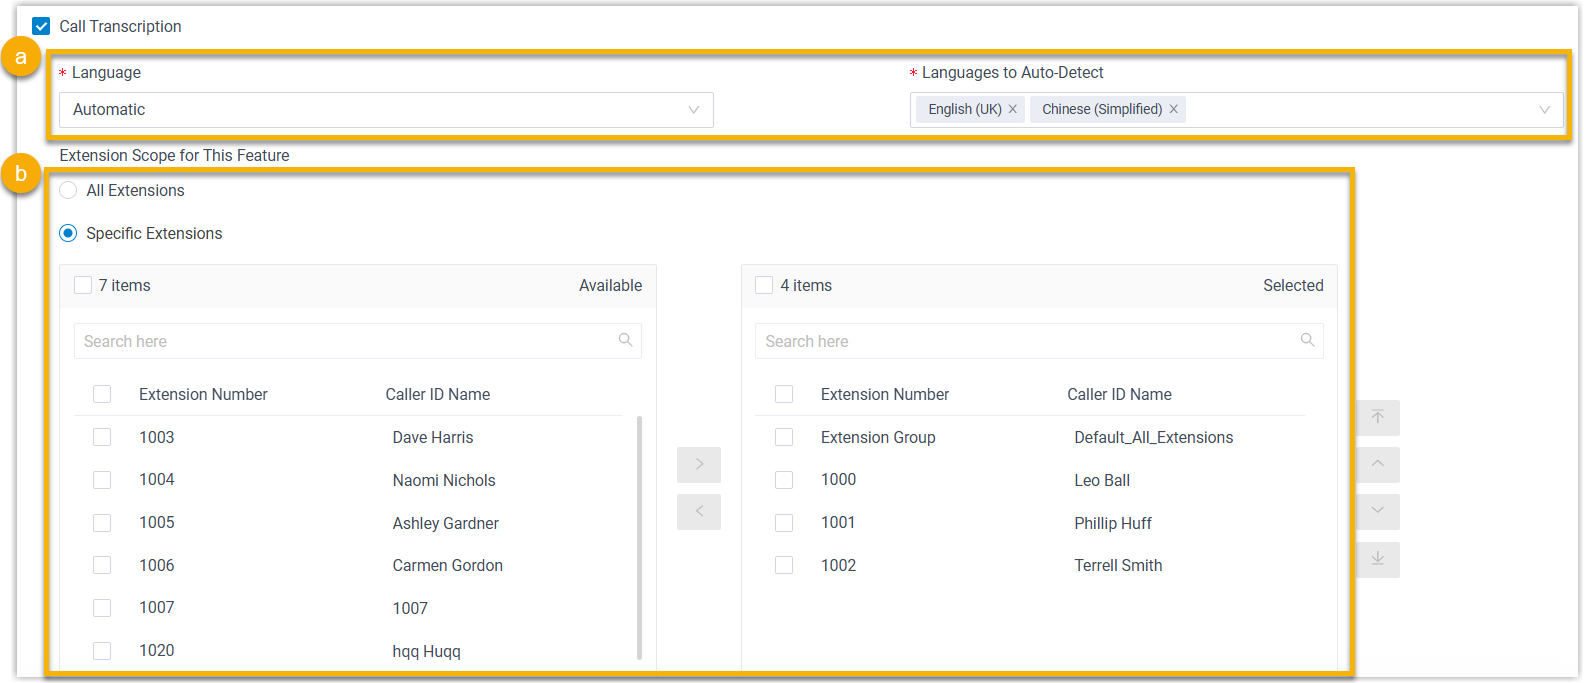 Call Transcription
a
* Language
* Languages to Auto-Detect
Automatic
English (UK) ×
Chinese (Simplified) ×
Extension Scope for This Feature
b
All Extensions
Specific Extensions
7 items Available
Search here
Extension Number Caller ID Name
1003 Dave Harris
1004 Naomi Nichols
1005 Ashley Gardner
1006 Carmen Gordon
1007 1007
1020 hqq Huqq
4 items Selected
Search here
Extension Number Caller ID Name
Extension Group Default_All_Extensions
1000 Leo Ball
1001 Phillip Huff
1002 Terrell Smith